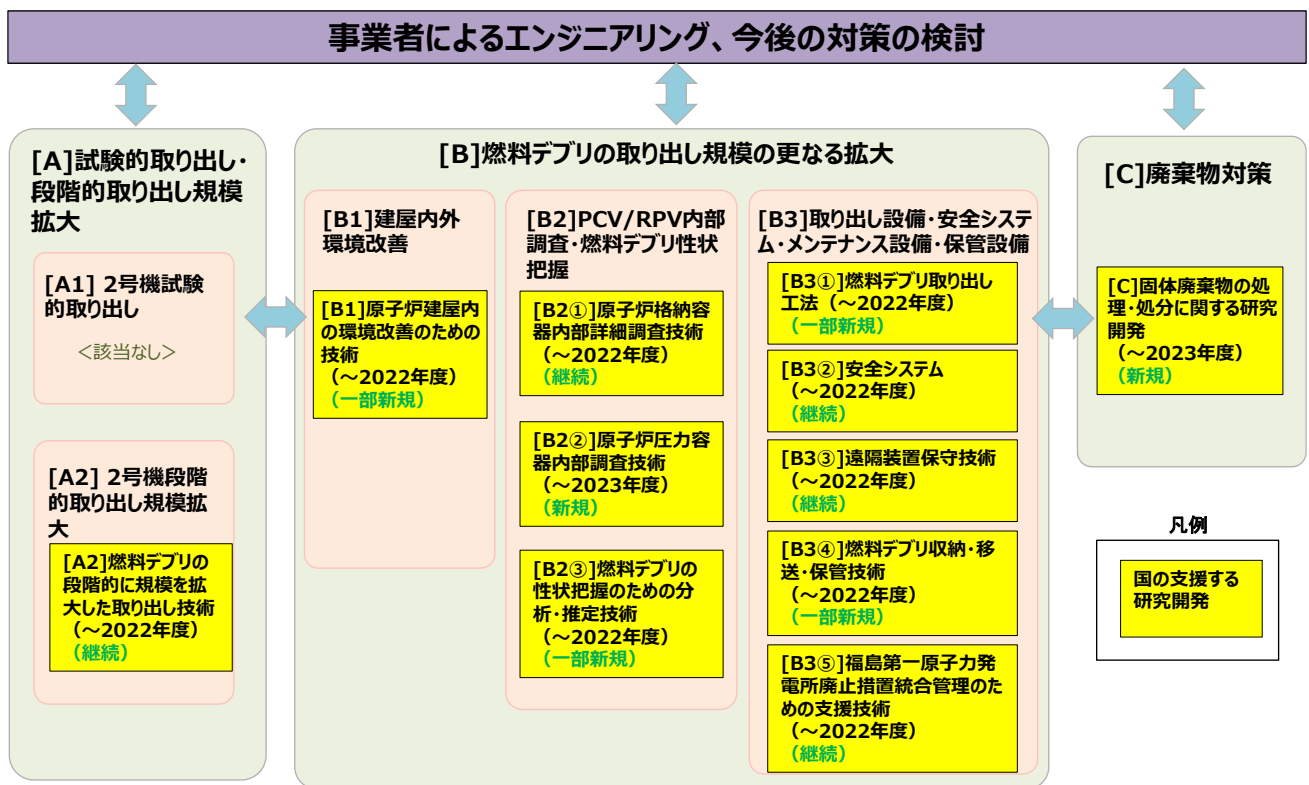 事業者によるエンジニアリング、今後の対策の検討
[A]試験的取り出し・
段階的取り出し規模
拡大
[A1] 2号機試験
的取り出し
＜該当なし＞
[A2] 2号機段階
的取り出し規模拡
大
[A2]燃料デブリの
段階的に規模を拡
大した取り出し技術
（～2022年度）
（継続）
[B]燃料デブリの取り出し規模の更なる拡大
[B1]建屋内外
環境改善
[B1]原子炉建屋内
の環境改善のための
技術
（～2022年度）
（一部新規）
[B2]PCV/RPV内部
調査・燃料デブリ性状
把握
[B2①]原子炉格納容
器内部詳細調査技術
（～2022年度）
（継続）
[B2②]原子炉圧力容
器内部調査技術
（～2023年度）
（新規）
[B2③]燃料デブリの
性状把握のための分
析・推定技術
（～2022年度）
（一部新規）
[B3]取り出し設備・安全システ
ム・メンテナンス設備・保管設備
[B3①]燃料デブリ取り出し
工法（～2022年度）
（一部新規）
[B3②]安全システム
（～2022年度）
（継続）
[B3③]遠隔装置保守技術
（～2022年度）
（継続）
[B3④]燃料デブリ収納・移
送・保管技術
（～2022年度）
（一部新規）
[B3⑤]福島第一原子力発
電所廃止措置統合管理のた
めの支援技術
（～2022年度）
（継続）
[C]廃棄物対策
[C]固体廃棄物の処
理・処分に関する研究
開発
（～2023年度）
（新規）
凡例
国の支援する
研究開発